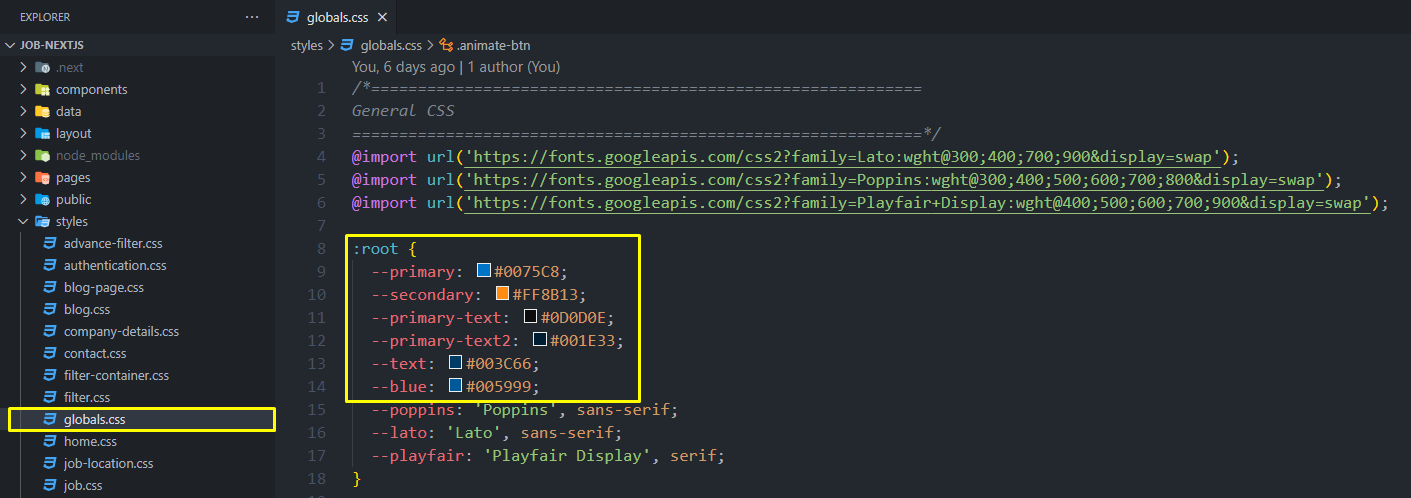 EXPLORER
JOB-NEXTJS
.next
components
data
layout
node_modules
pages
public
styles
advance-filter.css
authentication.css
blog-page.css
blog.css
company-details.css
contact.css
filter-container.css
filter.css
globals.css
home.css
job-location.css
job.css
globals.css
styles > globals.css > .animate-btn
You, 6 days ago | 1 author (You)
1 /*===========================================================
2 General CSS
3 =============================================================*/
4 @import url('https://fonts.googleapis.com/css2?family=Lato:wght@300;400;700;900&display=swap');
5 @import url('https://fonts.googleapis.com/css2?family=Poppins:wght@300;400;500;600;700;800&display=swap');
6 @import url('https://fonts.googleapis.com/css2?family=Playfair+Display:wght@400;500;600;700;900&display=swap');
7
8 :root {
9 --primary: #0075C8;
10 --secondary: #FF8B13;
11 --primary-text: #0D0D0E;
12 --primary-text2: #001E33;
13 --text: #003C66;
14 --blue: #005999;
15 --poppins: 'Poppins', sans-serif;
16 --lato: 'Lato', sans-serif;
17 --playfair: 'Playfair Display', serif;
18 }